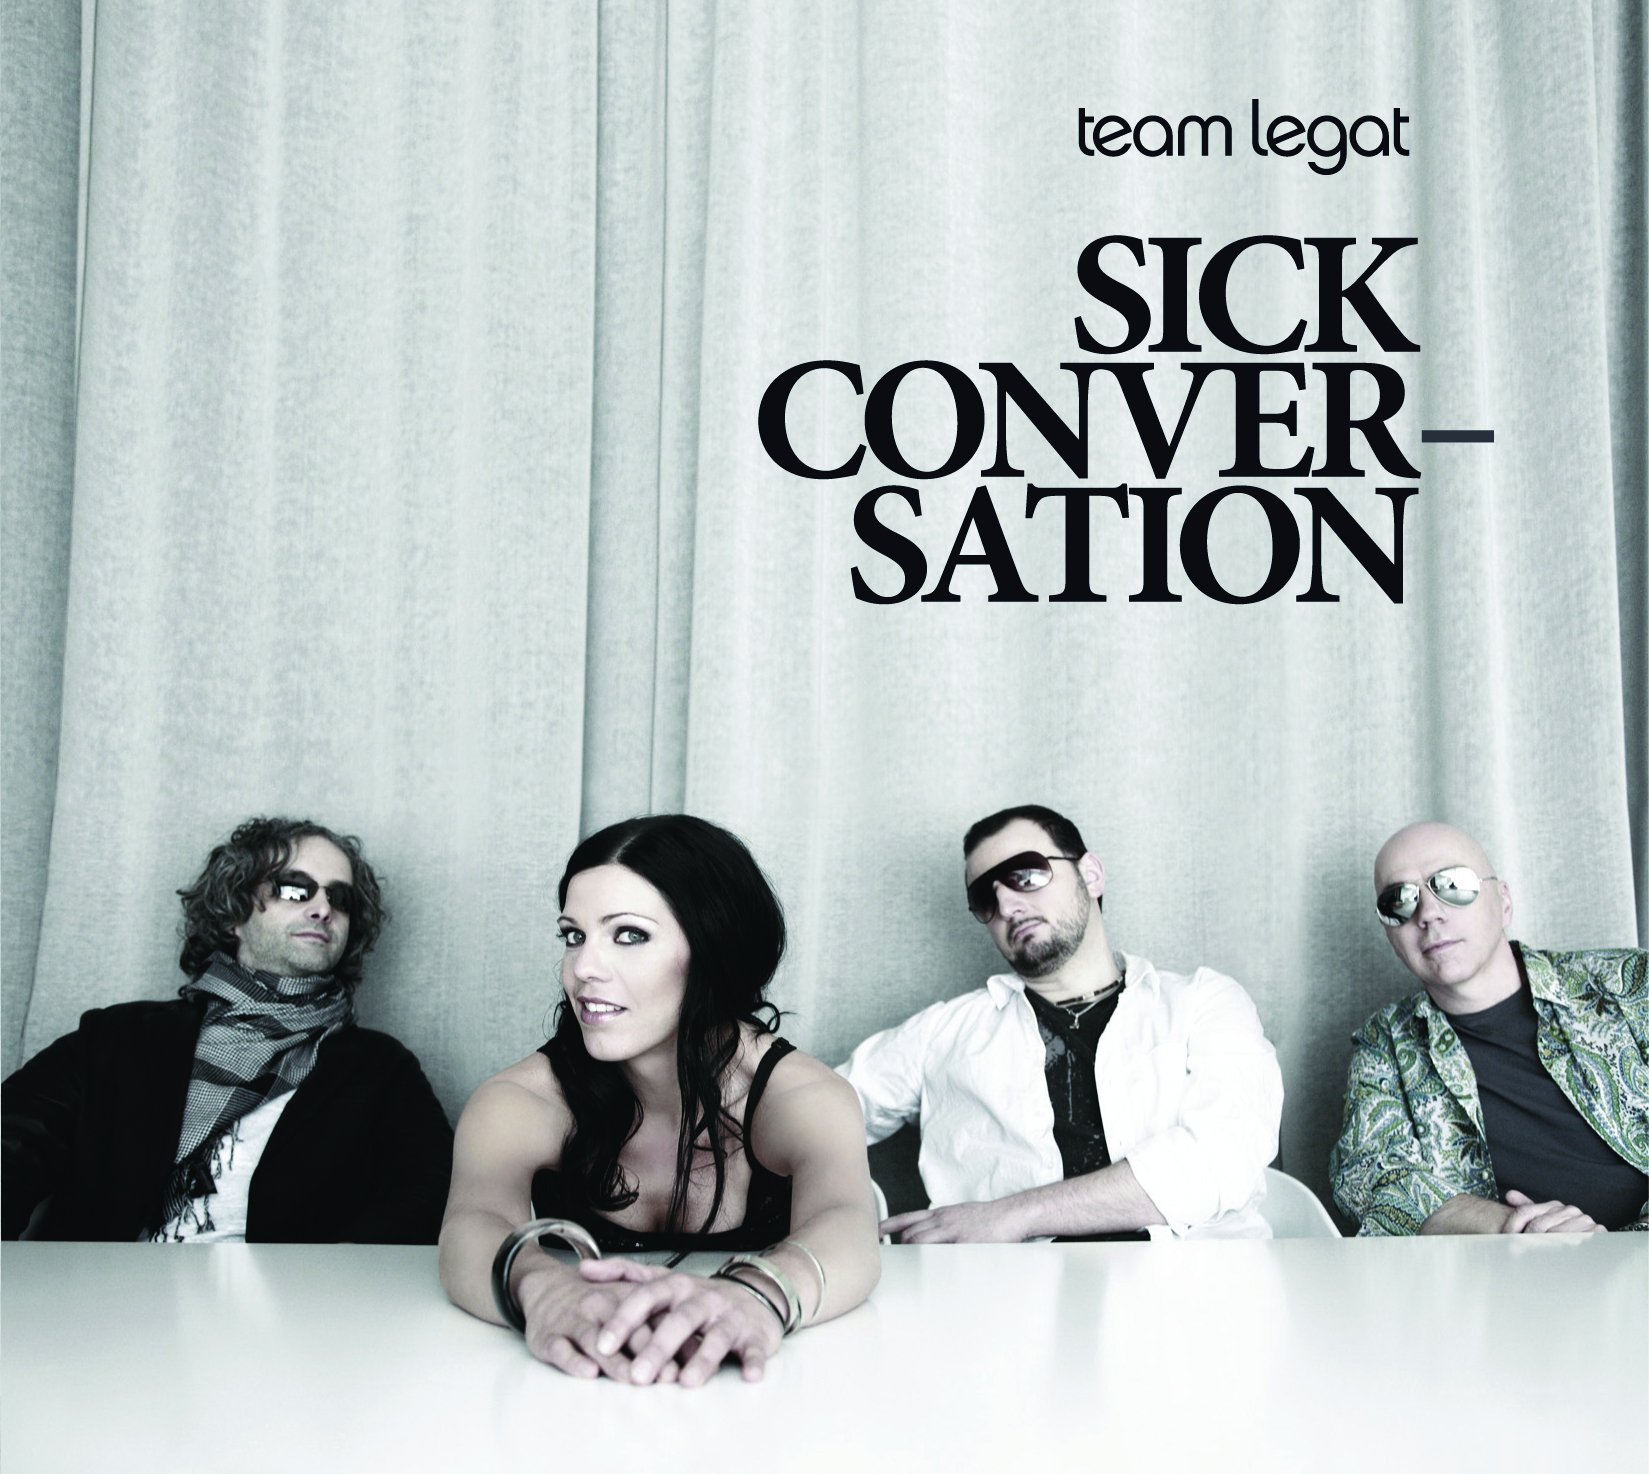 team legat
SICK
CONVER–
SATION